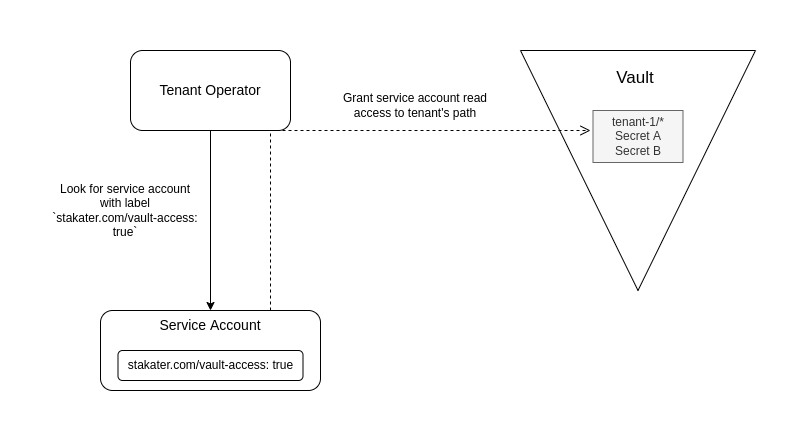 Tenant Operator
Grant service account read
access to tenant's path
Vault
tenant-1/*
Secret A
Secret B
Look for service account
with label
`stakater.com/vault-access:
true`
Service Account
stakater.com/vault-access: true